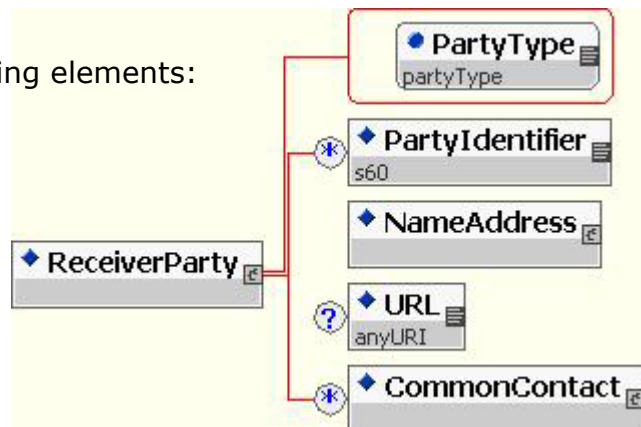 PartyType
partyType
ing elements:
*
PartyIdentifier
s60
NameAddress
ReceiverParty
?
URL
anyURI
*
CommonContact